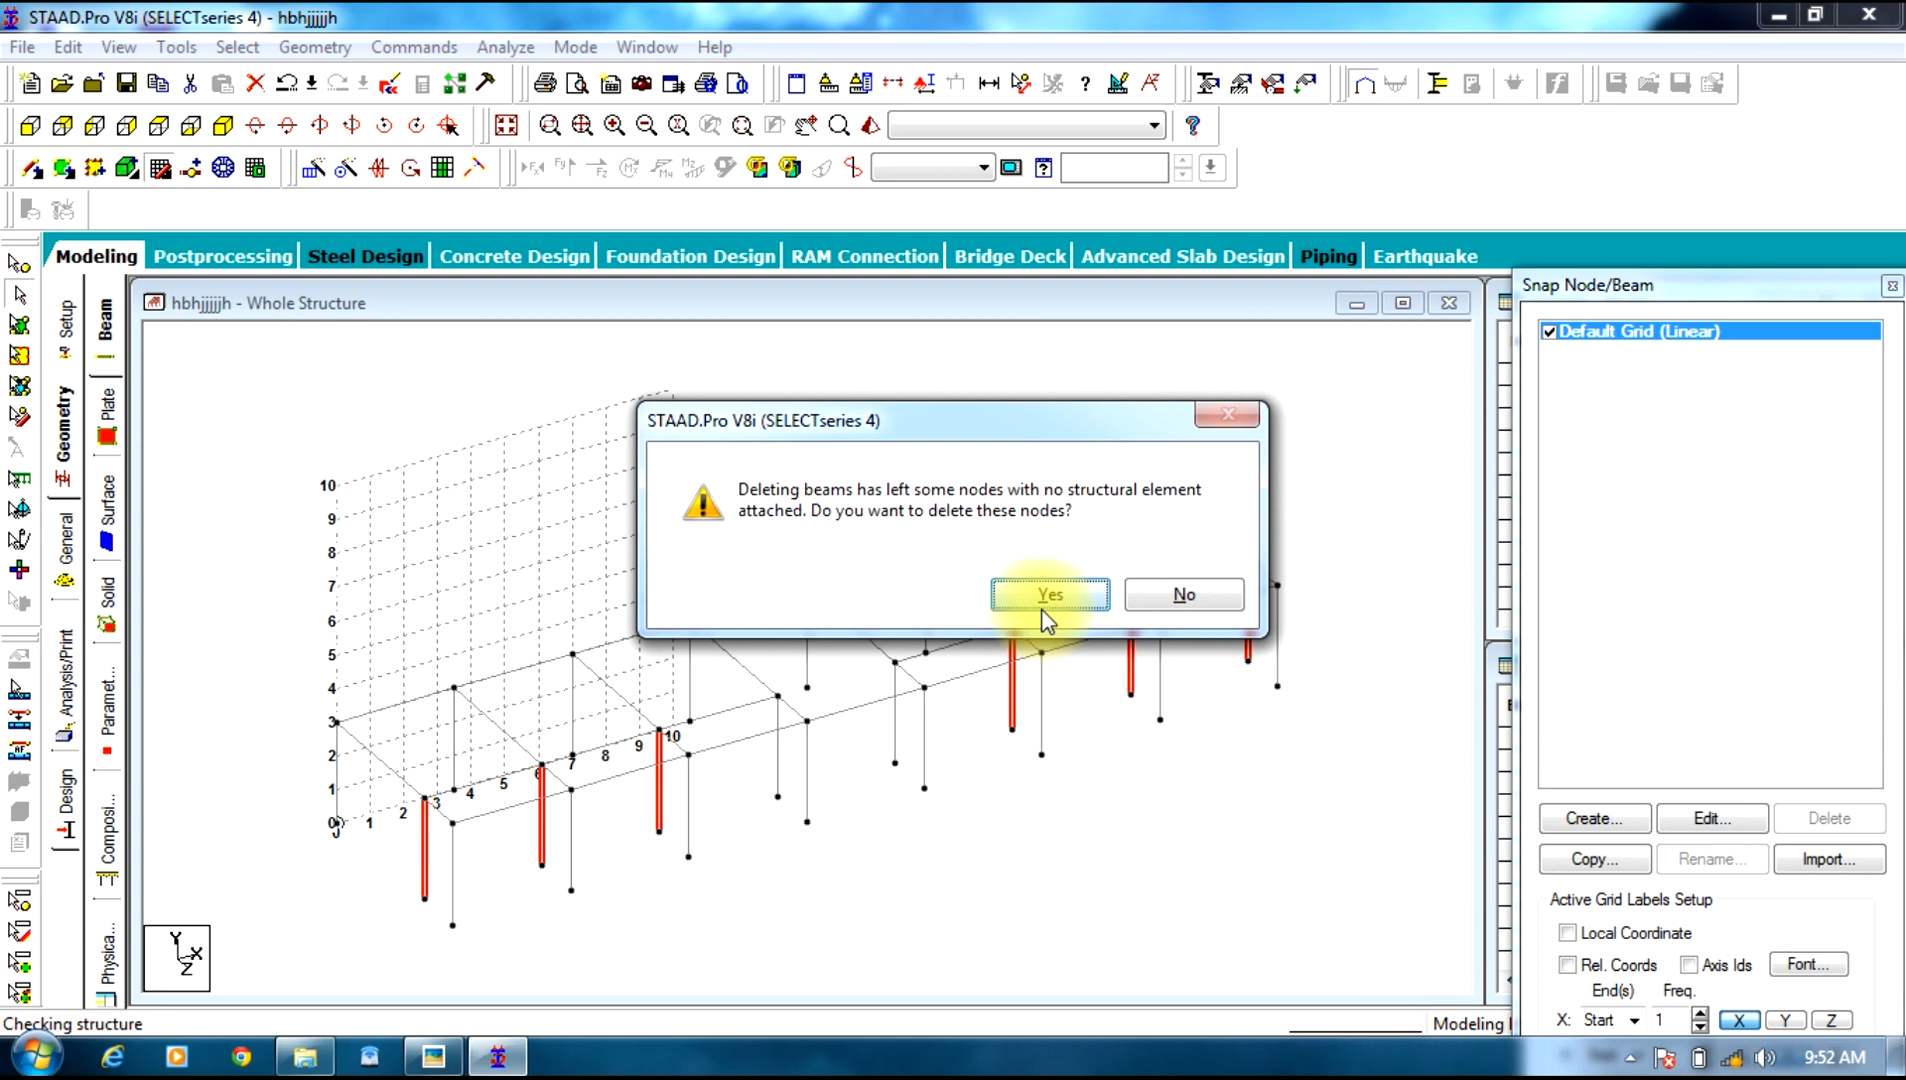 STAAD.Pro V8i (SELECTseries 4) - hbhjjjjjh
File Edit View Tools Select Geometry Commands Analyze Mode Window Help
Modeling Postprocessing Steel Design Concrete Design Foundation Design RAM Connection Bridge Deck Advanced Slab Design Piping Earthquake
Setup
Geometry
General
Analysis/Print
Design
Beam
Plate
Surface
Solid
Paramet...
Composi...
Physica...
hbhjjjjjh - Whole Structure
10
9
8
7
6
5
4
3
2
1
0
1 2 3 4 5 6 7 8 9 10
Y
X
Z
STAAD.Pro V8i (SELECTseries 4)
Deleting beams has left some nodes with no structural element
attached. Do you want to delete these nodes?
Yes No
Snap Node/Beam
Default Grid (Linear)
Create... Edit... Delete
Copy... Rename... Import...
Active Grid Labels Setup
Local Coordinate
Rel. Coords Axis Ids Font...
End(s) Freq.
X: Start 1 X Y Z
Checking structure
Modeling
9:52 AM